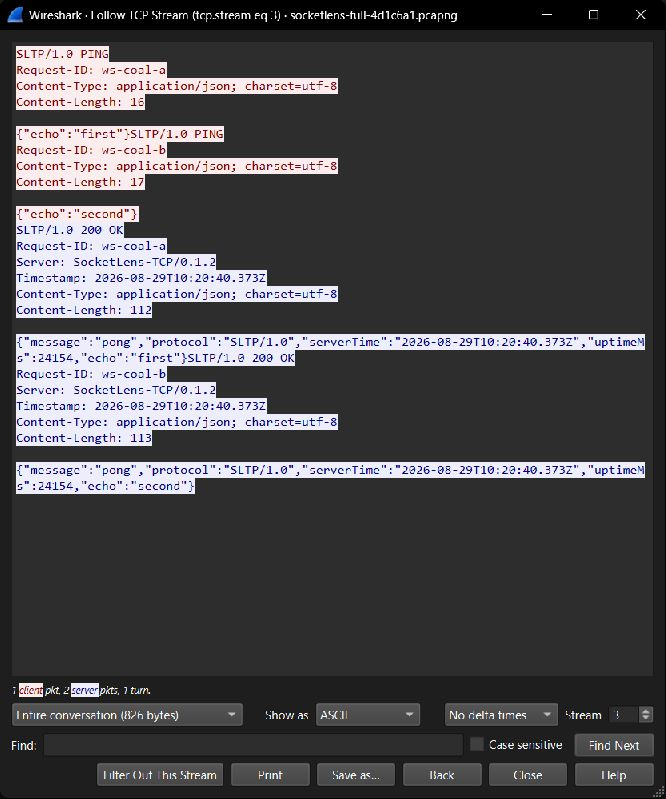 Wireshark · Follow TCP Stream (tcp.stream eq 3) · socketlens-full-4d1c6a1.pcapng
SLTP/1.0 PING
Request-ID: ws-coal-a
Content-Type: application/json; charset=utf-8
Content-Length: 16
{"echo":"first"}SLTP/1.0 PING
Request-ID: ws-coal-b
Content-Type: application/json; charset=utf-8
Content-Length: 17
{"echo":"second"}
SLTP/1.0 200 OK
Request-ID: ws-coal-a
Server: SocketLens-TCP/0.1.2
Timestamp: 2026-08-29T10:20:40.373Z
Content-Type: application/json; charset=utf-8
Content-Length: 112
{"message":"pong","protocol":"SLTP/1.0","serverTime":"2026-08-29T10:20:40.373Z","uptimeM
s":24154,"echo":"first"}SLTP/1.0 200 OK
Request-ID: ws-coal-b
Server: SocketLens-TCP/0.1.2
Timestamp: 2026-08-29T10:20:40.373Z
Content-Type: application/json; charset=utf-8
Content-Length: 113
{"message":"pong","protocol":"SLTP/1.0","serverTime":"2026-08-29T10:20:40.373Z","uptimeM
s":24154,"echo":"second"}
1 client pkt, 2 server pkts, 1 turn.
Entire conversation (826 bytes) Show as ASCII No delta times Stream 3
Find: Case sensitive Find Next
Filter Out This Stream Print Save as... Back Close Help